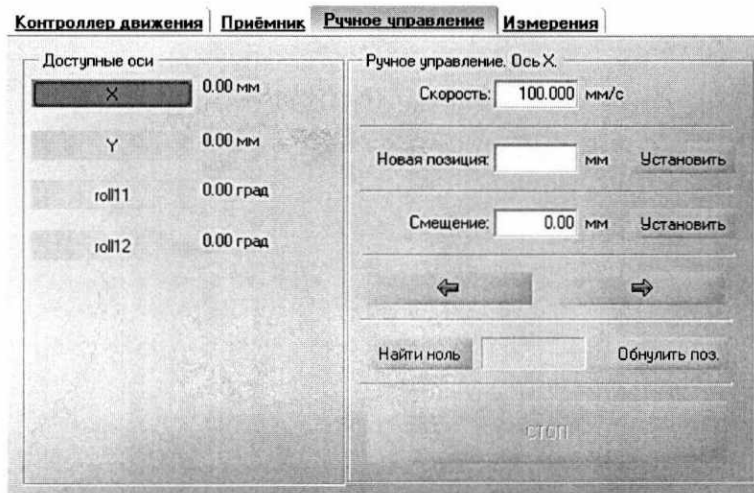 Контроллер движения Приёмник Ручное управление Измерения
Доступные оси
X 0.00 мм
Y 0.00 мм
roll11 0.00 град
roll12 0.00 град
Ручное управление. Ось X.
Скорость: 100.000 мм/с
Новая позиция: мм Установить
Смещение: 0.00 мм Установить
Найти ноль Обнулить поз.
СТОП